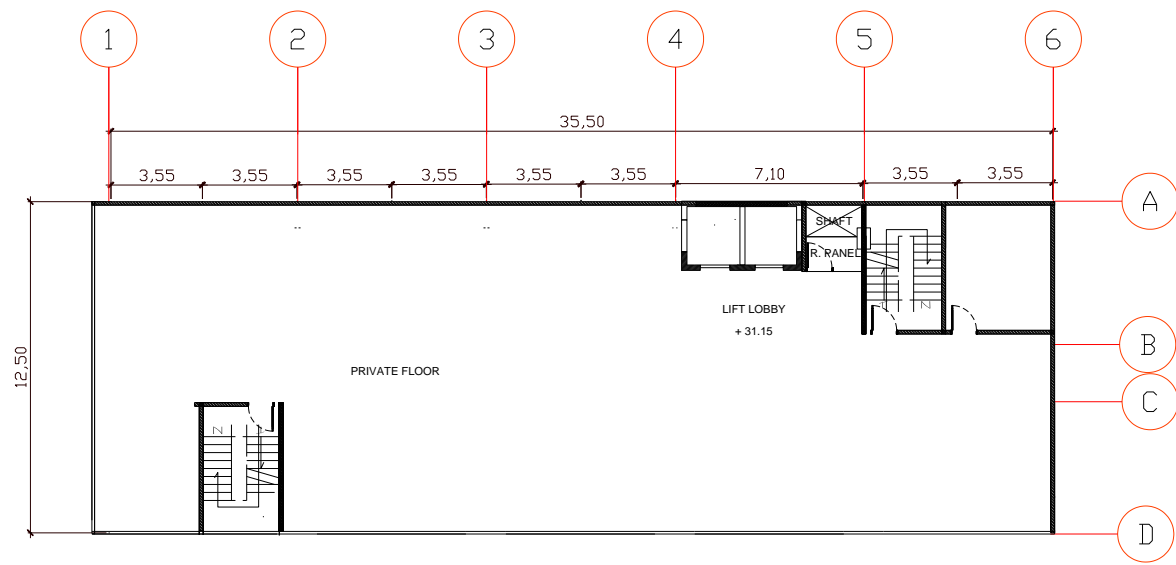 1 2 3 4 5 6
35,50
3,55 3,55 3,55 3,55 3,55 3,55 7,10 3,55 3,55
A
SHAFT
R. PANEL
LIFT LOBBY
+ 31.15
B
12,50
PRIVATE FLOOR
C
N
N
D